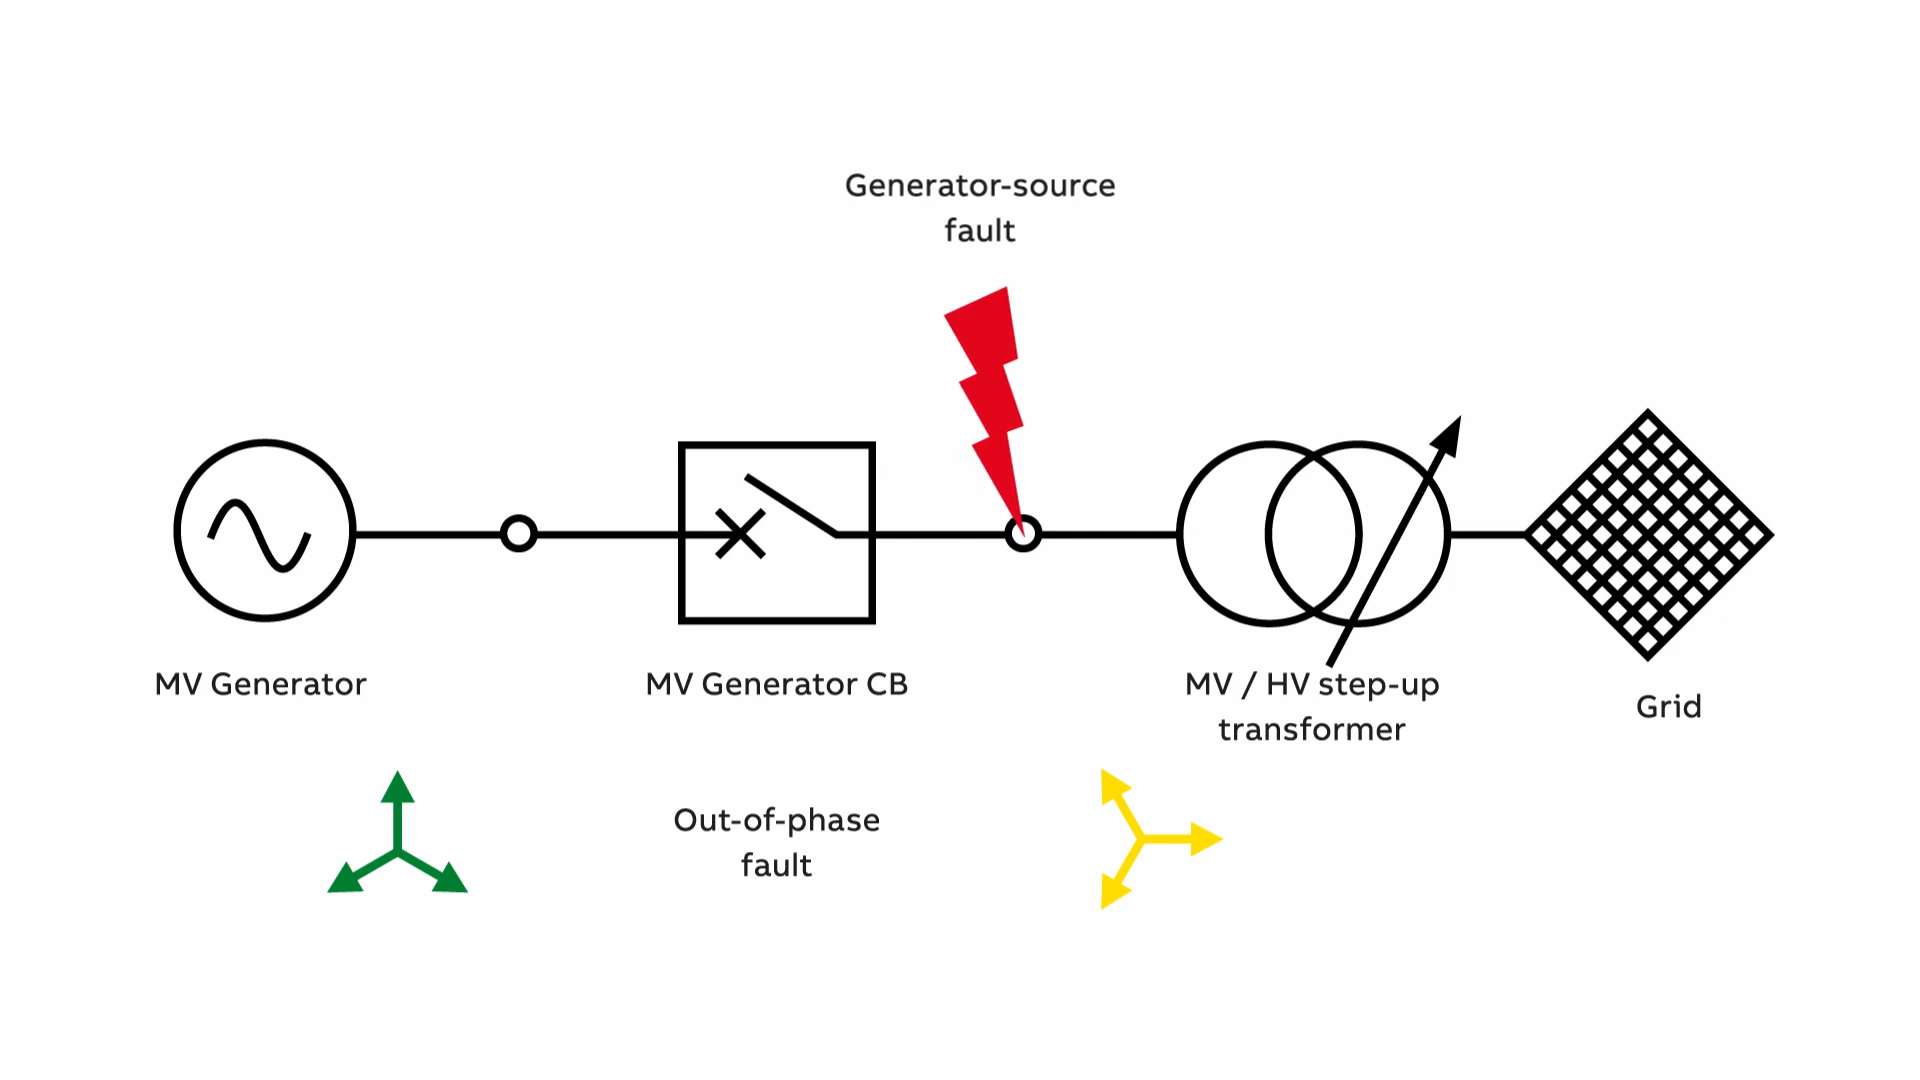 Generator-source
fault
MV Generator
MV Generator CB
MV / HV step-up
transformer
Grid
Out-of-phase
fault